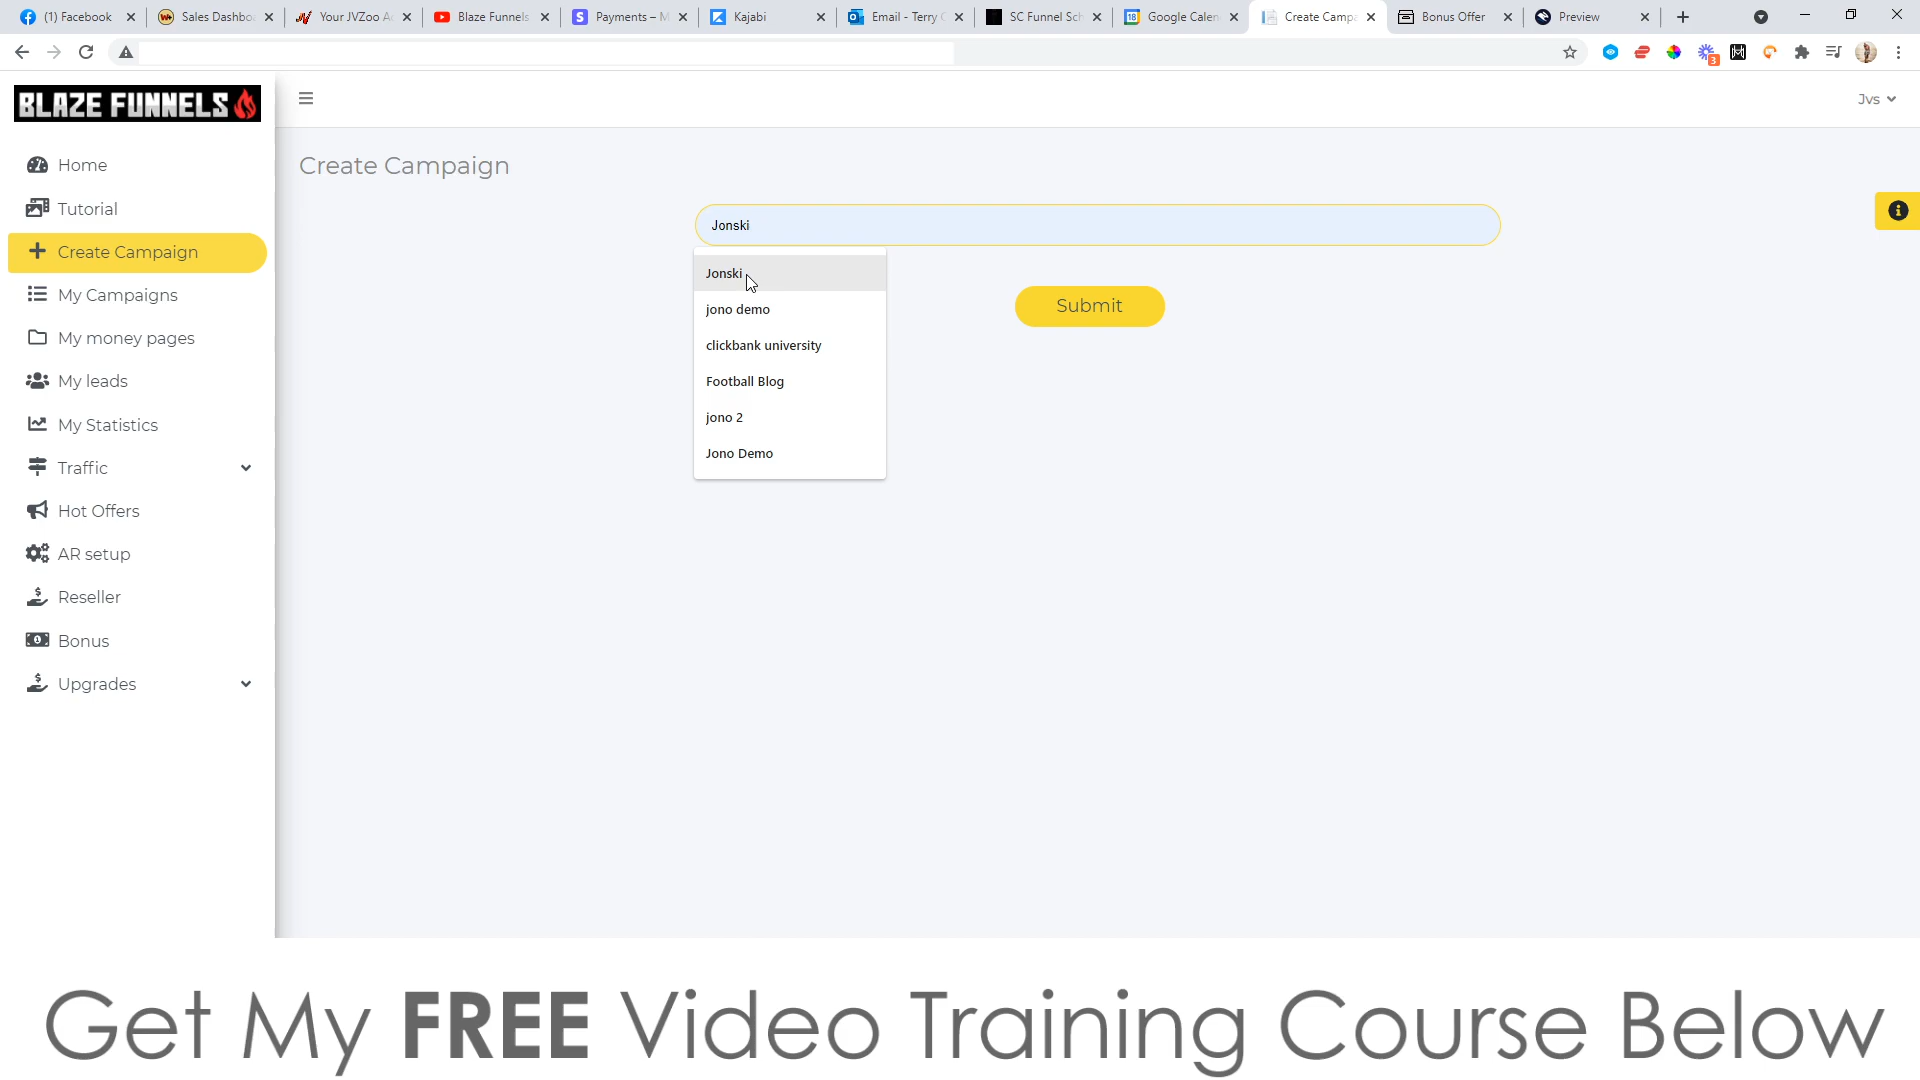 (1) Facebook
Sales Dashbo
Your JVZoo A
Blaze Funnels
Payments – M
Kajabi
Email - Terry
SC Funnel Sch
Google Calen
Create Campa
Bonus Offer
Preview
3
BLAZE FUNNELS
Jvs
Home
Tutorial
Create Campaign
My Campaigns
My money pages
My leads
My Statistics
Traffic
Hot Offers
AR setup
Reseller
Bonus
Upgrades
Create Campaign
Jonski
Jonski
jono demo
clickbank university
Football Blog
jono 2
Jono Demo
Submit
Get My FREE Video Training Course Below